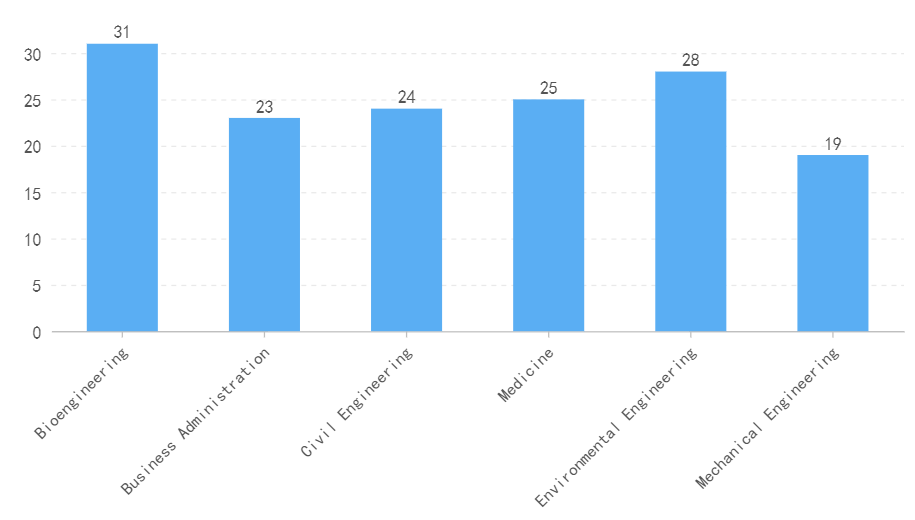 31
23
24
25
28
19
30
25
20
15
10
5
0
Bioengineering
Business Administration
Civil Engineering
Medicine
Environmental Engineering
Mechanical Engineering